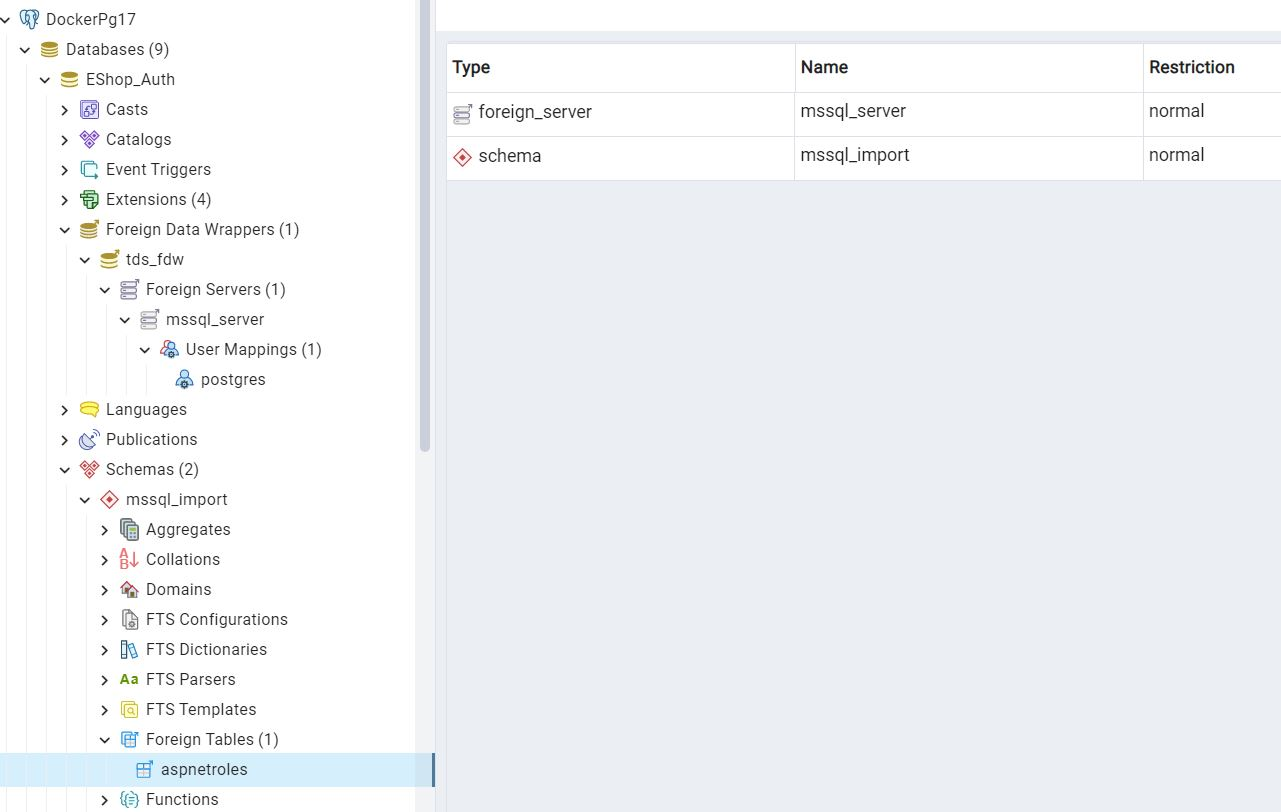 DockerPg17
Databases (9)
EShop_Auth
Casts
Catalogs
Event Triggers
Extensions (4)
Foreign Data Wrappers (1)
tds_fdw
Foreign Servers (1)
mssql_server
User Mappings (1)
postgres
Languages
Publications
Schemas (2)
mssql_import
Aggregates
Collations
Domains
FTS Configurations
FTS Dictionaries
Aa FTS Parsers
FTS Templates
Foreign Tables (1)
aspnetroles
Functions
Type Name Restriction
foreign_server mssql_server normal
schema mssql_import normal